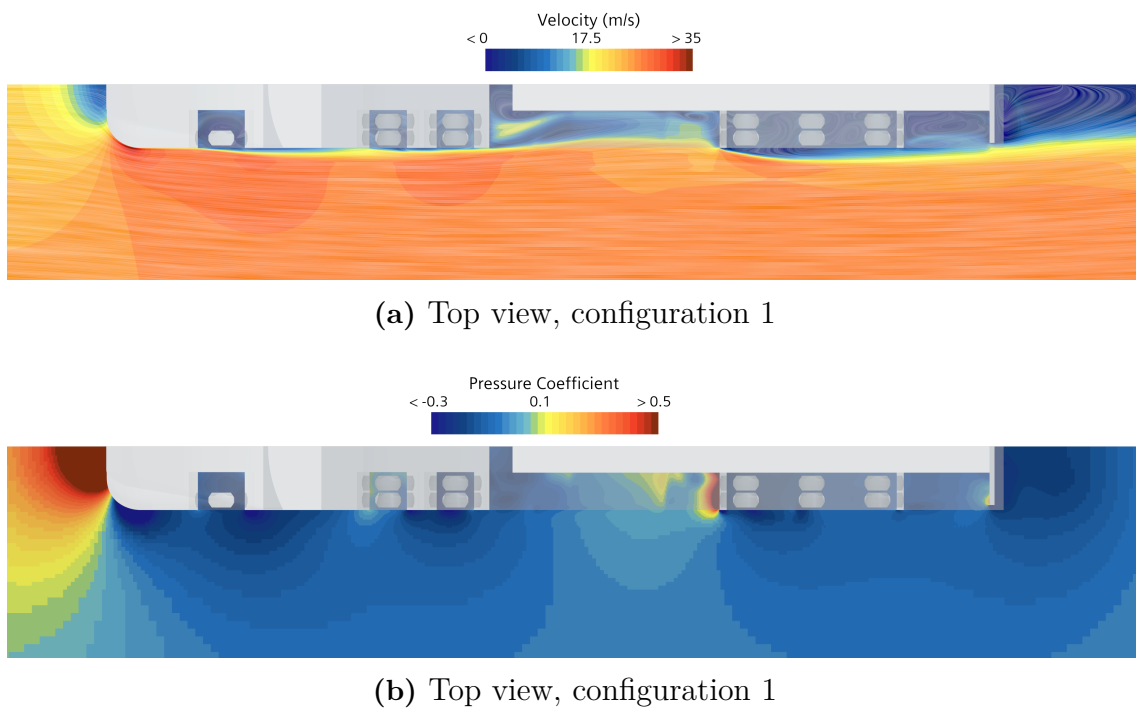 Velocity (m/s)
< 0 17.5 > 35
(a) Top view, configuration 1
Pressure Coefficient
< -0.3 0.1 > 0.5
(b) Top view, configuration 1